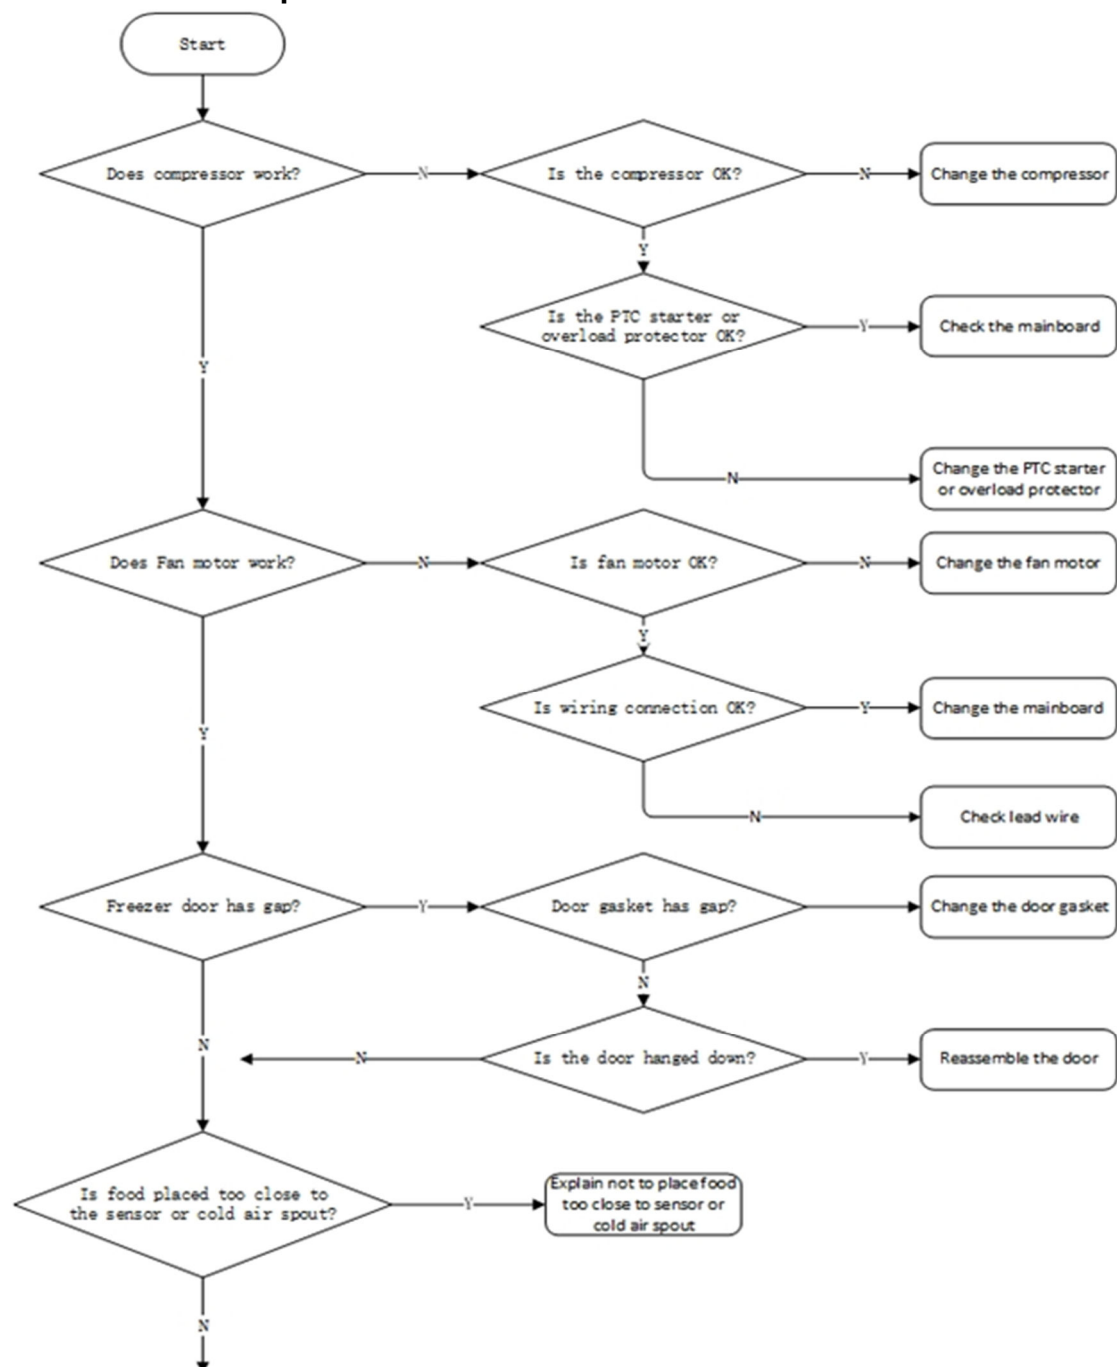 Start
Does compressor work?
N
Is the compressor OK?
N
Change the compressor
Y
Is the PTC starter or
overload protector OK?
Y
Check the mainboard
Y
N
Change the PTC starter
or overload protector
Does Fan motor work?
N
Is fan motor OK?
N
Change the fan motor
Y
Is wiring connection OK?
Y
Change the mainboard
Y
N
Check lead wire
Freezer door has gap?
Y
Door gasket has gap?
Change the door gasket
N
N
N
Is the door hanged down?
Y
Reassemble the door
Is food placed too close to
the sensor or cold air spout?
Y
Explain not to place food
too close to sensor or
cold air spout
N